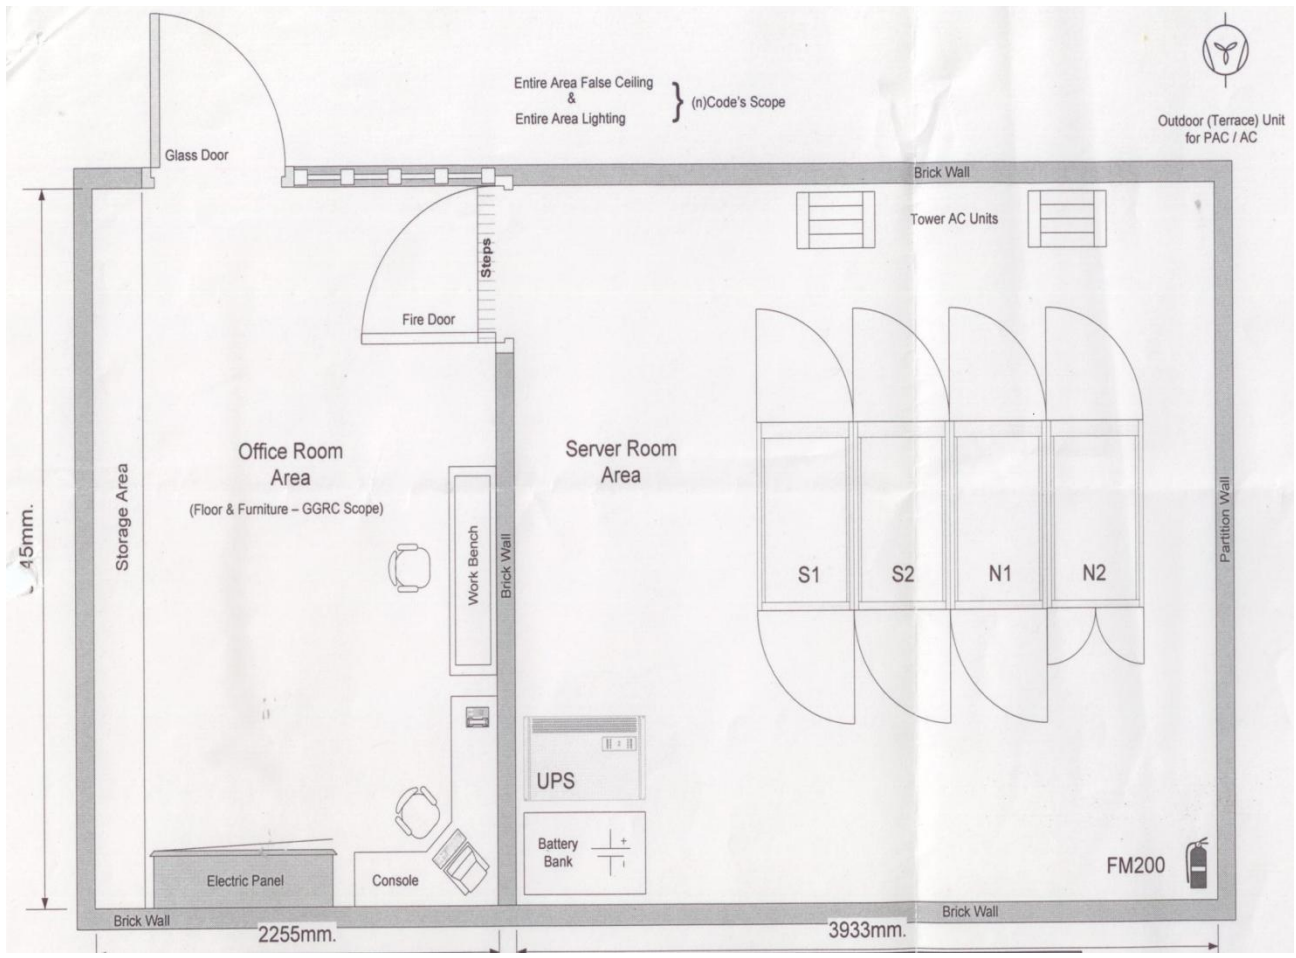 Entire Area False Ceiling
&
Entire Area Lighting
(n)Code's Scope
Outdoor (Terrace) Unit
for PAC / AC
Glass Door
Brick Wall
Tower AC Units
Steps
Fire Door
Office Room
Area
(Floor & Furniture – GGRC Scope)
Server Room
Area
Storage Area
45mm.
Work Bench
Brick Wall
Partition Wall
S1
S2
N1
N2
UPS
Battery
Bank
+
-
FM200
Electric Panel
Console
Brick Wall
Brick Wall
2255mm.
3933mm.